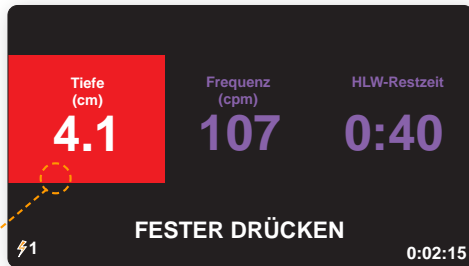 Tiefe
(cm)
4.1
Frequenz
(cpm)
107
HLW-Restzeit
0:40
FESTER DRÜCKEN
1
0:02:15